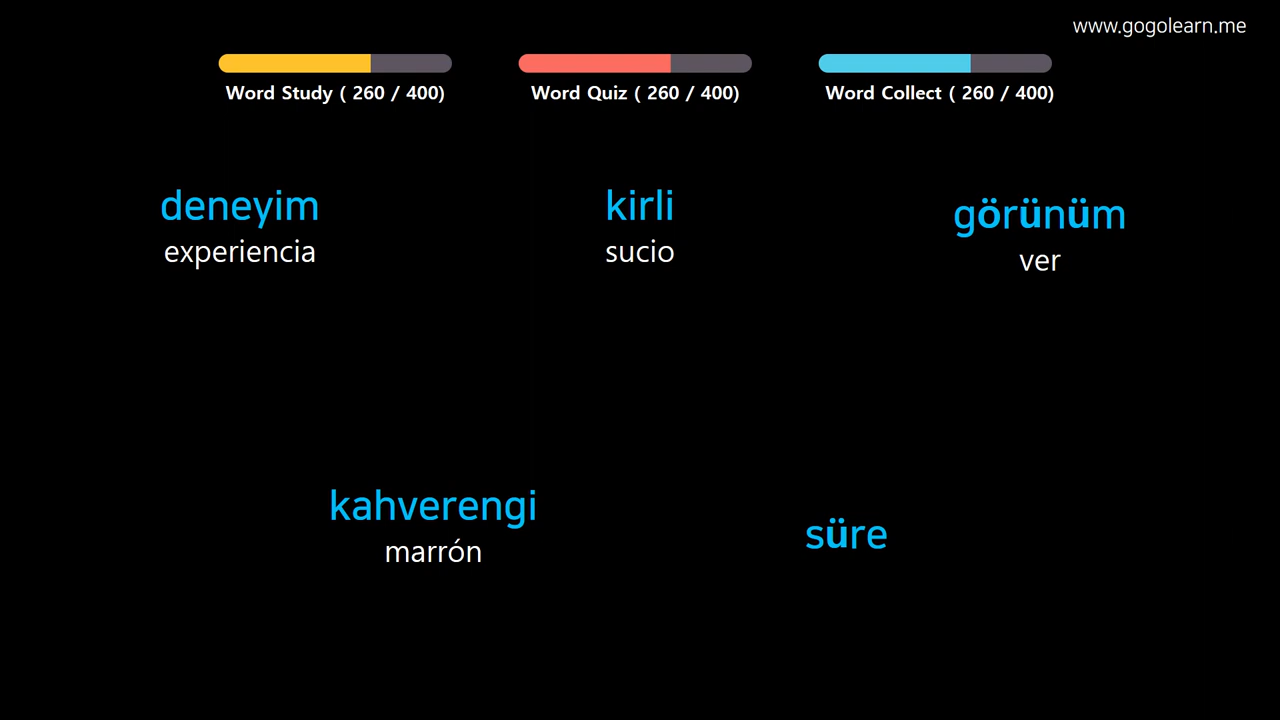 www.gogolearn.me
Word Study ( 260 / 400)
Word Quiz ( 260 / 400)
Word Collect ( 260 / 400)
deneyim
experiencia
kirli
sucio
görünüm
ver
kahverengi
marrón
süre